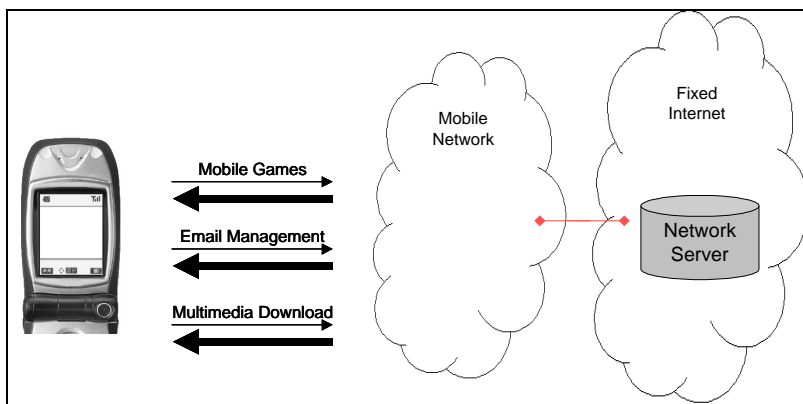 Mobile
Network
Fixed
Internet
Mobile Games
Email Management
Multimedia Download
Network
Server